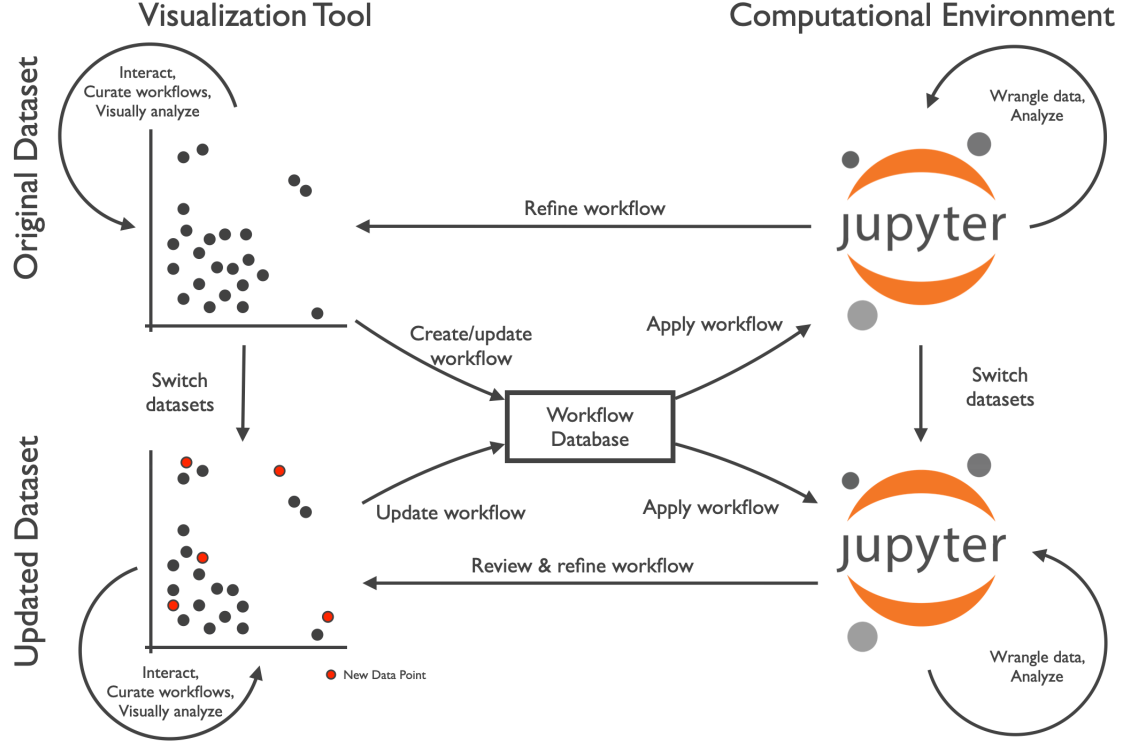 Visualization Tool
Computational Environment
Original Dataset
Interact,
Curate workflows,
Visually analyze
Wrangle data,
Analyze
jupyter
Refine workflow
Create/update
workflow
Apply workflow
Switch
datasets
Workflow
Database
Switch
datasets
Updated Dataset
Update workflow
Apply workflow
jupyter
Review & refine workflow
Interact,
Curate workflows,
Visually analyze
New Data Point
Wrangle data,
Analyze